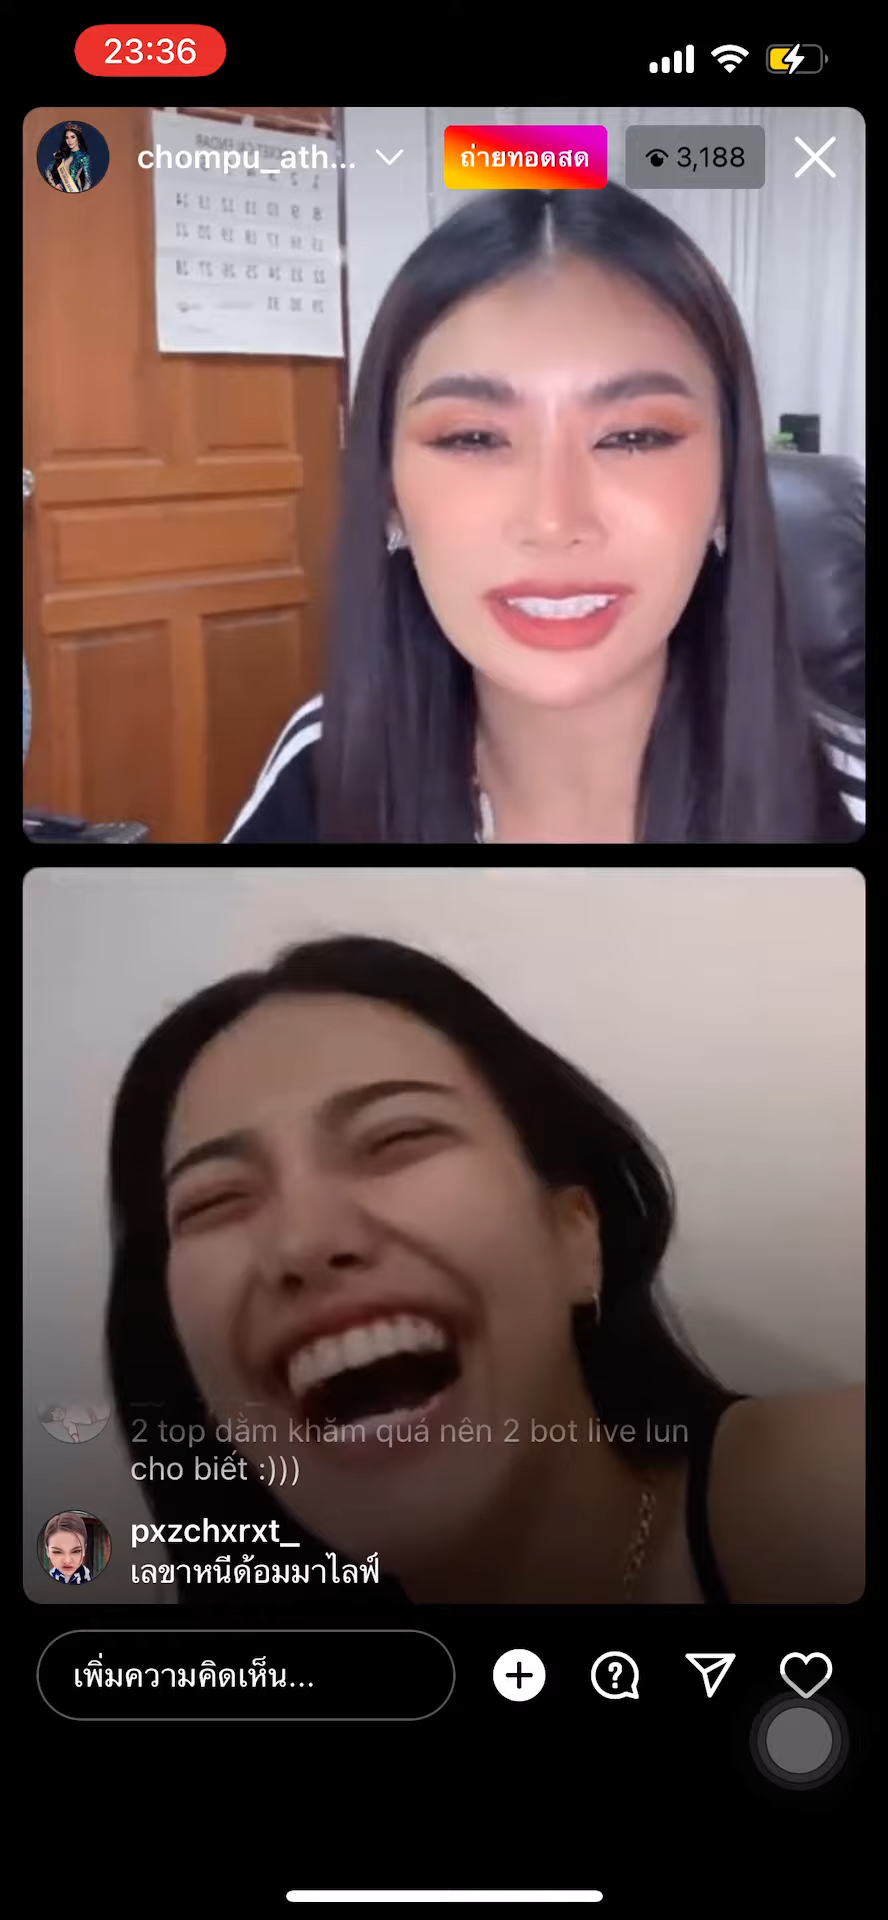 23:36
chompu_ath...
ถ่ายทอดสด
3,188
2 top dằm khăm quá nên 2 bot live lun
cho biết :)))
pxzchxrxt_
เลขาหนีด้อมมาไลฟ์
เพิ่มความคิดเห็น...